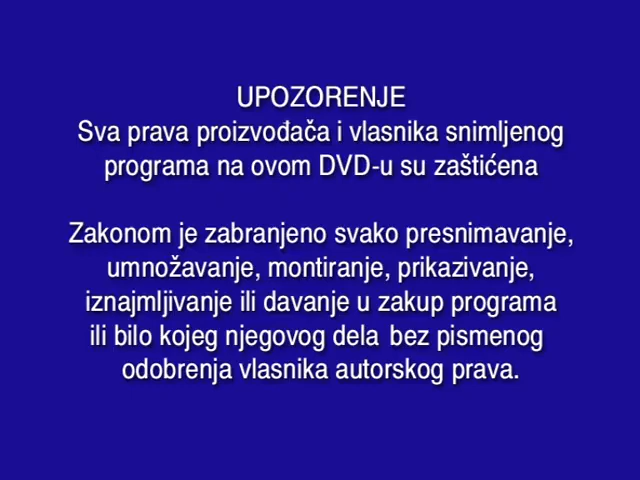 UPOZORENJE
Sva prava proizvođača i vlasnika snimljenog
programa na ovom DVD-u su zaštićena
Zakonom je zabranjeno svako presnimavanje,
umnožavanje, montiranje, prikazivanje,
iznajmljivanje ili davanje u zakup programa
ili bilo kojeg njegovog dela bez pismenog
odobrenja vlasnika autorskog prava.